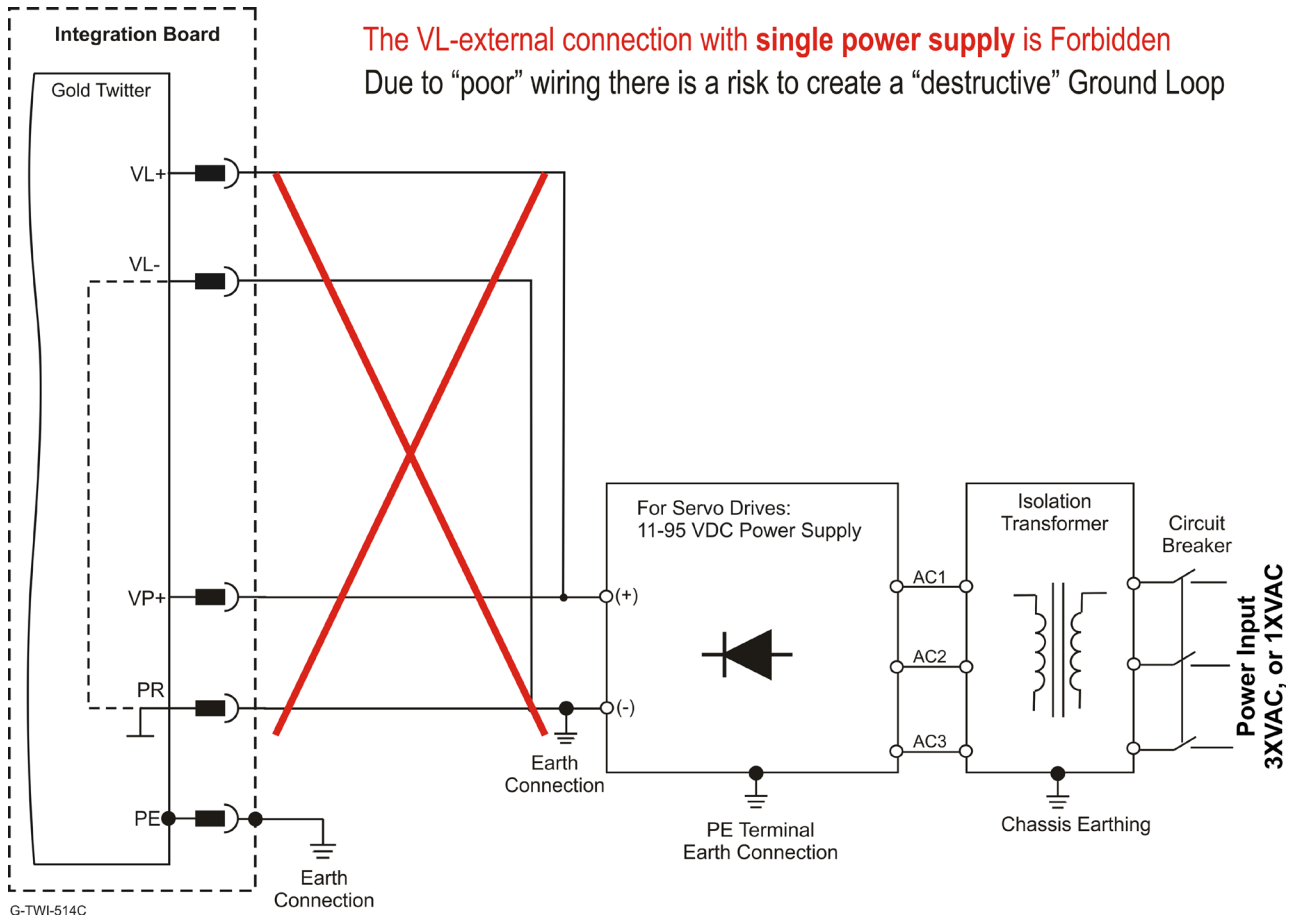 Integration Board
The VL-external connection with single power supply is Forbidden
Due to “poor” wiring there is a risk to create a “destructive” Ground Loop
Gold Twitter
VL+
VL-
VP+
PR
PE
For Servo Drives:
11-95 VDC Power Supply
(+)
(-)
AC1
AC2
AC3
Isolation
Transformer
Circuit
Breaker
Power Input
3XVAC, or 1XVAC
Earth
Connection
PE Terminal
Earth Connection
Chassis Earthing
Earth
Connection
G-TWI-514C